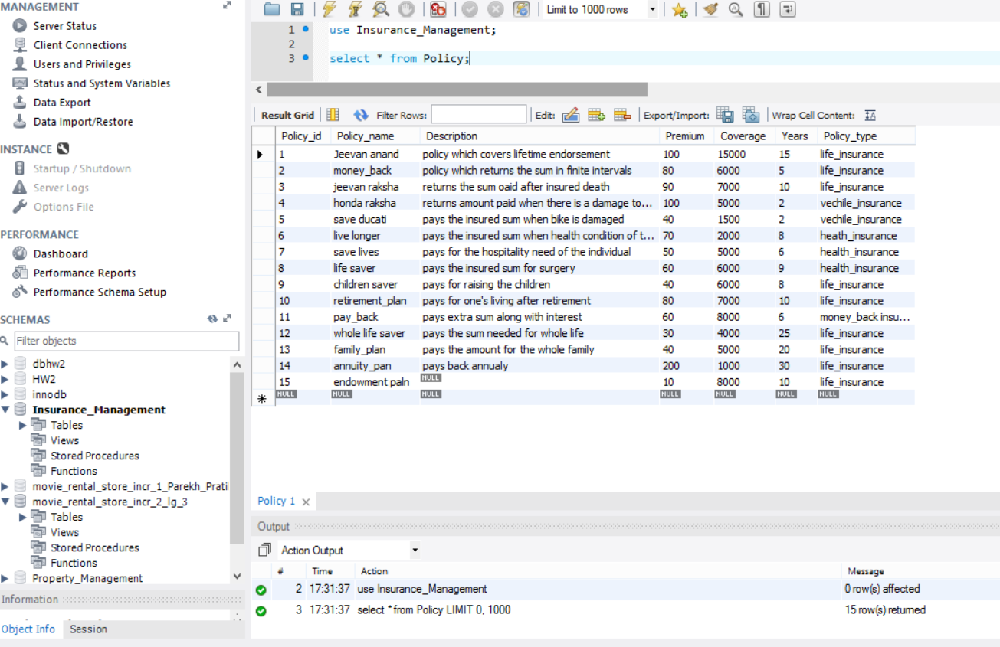 MANAGEMENT
Server Status
Client Connections
Users and Privileges
Status and System Variables
Data Export
Data Import/Restore
INSTANCE
Startup / Shutdown
Server Logs
Options File
PERFORMANCE
Dashboard
Performance Reports
Performance Schema Setup
SCHEMAS
Filter objects
dbhw2
HW2
innodb
Insurance_Management
Tables
Views
Stored Procedures
Functions
movie_rental_store_incr_1_Parekh_Prati
movie_rental_store_incr_2_lg_3
Tables
Views
Stored Procedures
Functions
Property_Management
Information
Object Info Session
Limit to 1000 rows
1 use Insurance_Management;
2
3 select * from Policy;
Result Grid Filter Rows: Edit: Export/Import: Wrap Cell Content:
Policy_id Policy_name Description Premium Coverage Years Policy_type
1 Jeevan anand policy which covers lifetime endorsement 100 15000 15 life_insurance
2 money_back policy which returns the sum in finite intervals 80 6000 5 life_insurance
3 jeevan raksha returns the sum oaid after insured death 90 7000 10 life_insurance
4 honda raksha returns amount paid when there is a damage to... 100 5000 2 vechile_insurance
5 save ducati pays the insured sum when bike is damaged 40 1500 2 vechile_insurance
6 live longer pays the insured sum when health condition of t... 70 2000 8 heath_insurance
7 save lives pays for the hospitality need of the individual 50 5000 6 health_insurance
8 life saver pays the insured sum for surgery 60 6000 9 health_insurance
9 children saver pays for raising the children 40 6000 8 life_insurance
10 retirement_plan pays for one's living after retirement 80 7000 10 life_insurance
11 pay_back pays extra sum along with interest 60 8000 6 money_back insu...
12 whole life saver pays the sum needed for whole life 30 4000 25 life_insurance
13 family_plan pays the amount for the whole family 40 5000 20 life_insurance
14 annuity_pan pays back annualy 200 1000 30 life_insurance
15 endowment paln NULL 10 8000 10 life_insurance
NULL NULL NULL NULL NULL NULL NULL
Policy 1
Output
Action Output
# Time Action Message
2 17:31:37 use Insurance_Management 0 row(s) affected
3 17:31:37 select * from Policy LIMIT 0, 1000 15 row(s) returned